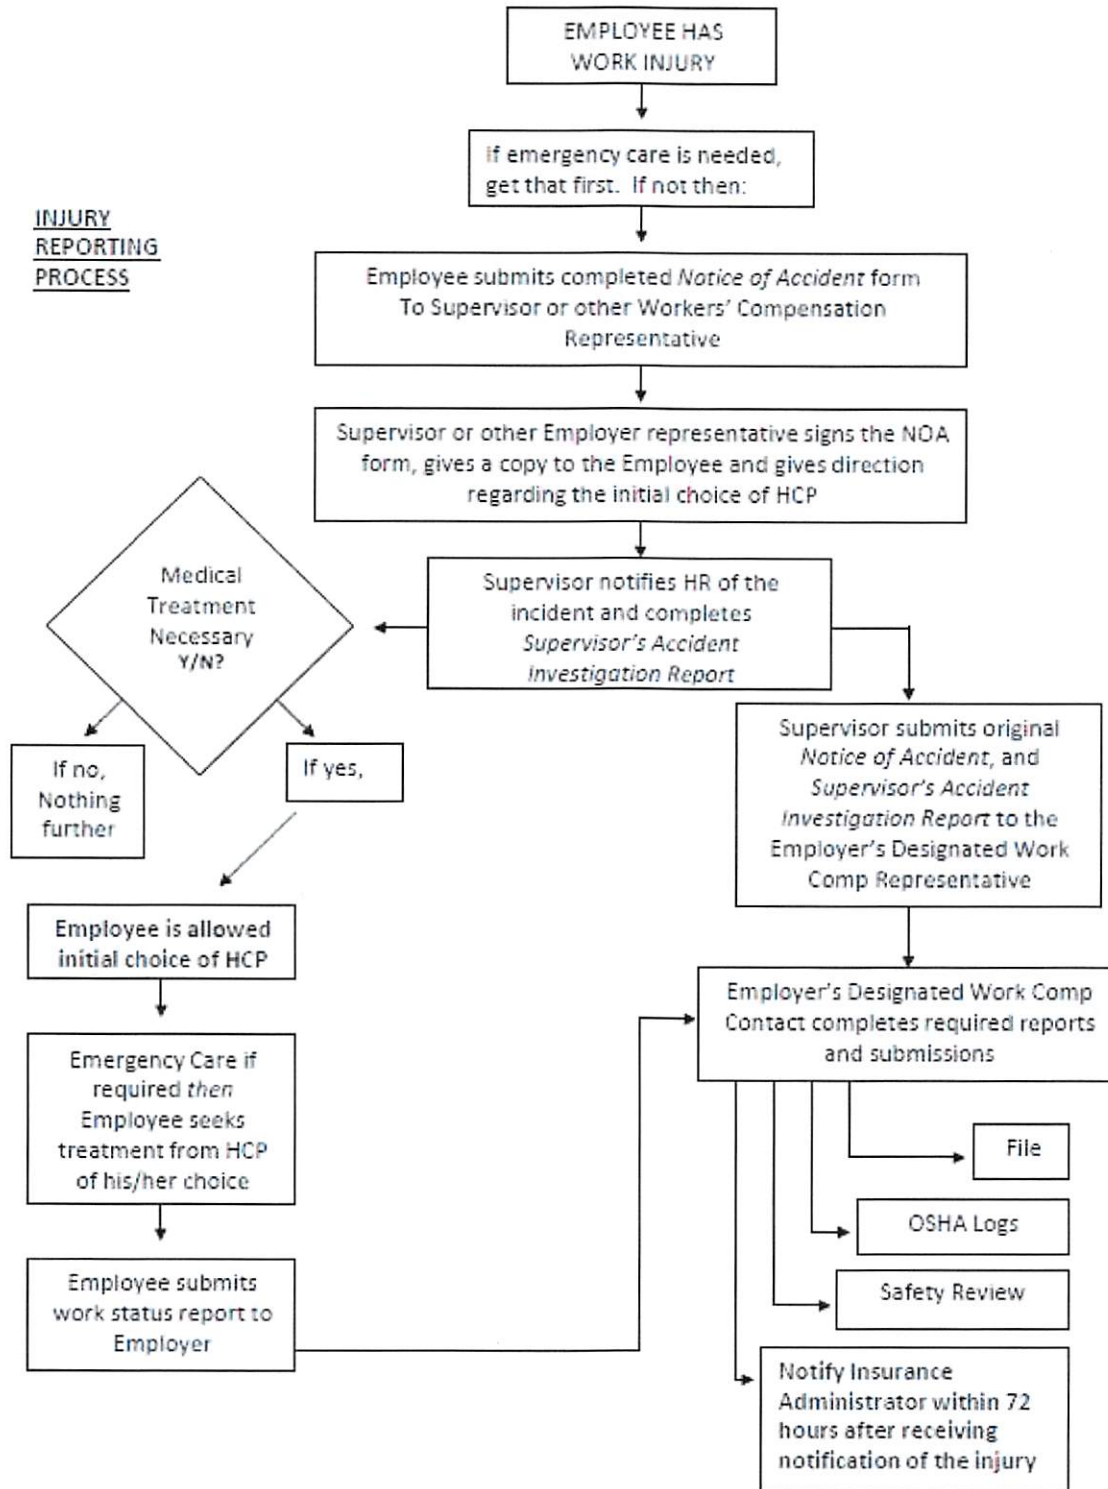 EMPLOYEE HAS
WORK INJURY
If emergency care is needed,
get that first. If not then:
INJURY
REPORTING
PROCESS
Employee submits completed Notice of Accident form
To Supervisor or other Workers' Compensation
Representative
Supervisor or other Employer representative signs the NOA
form, gives a copy to the Employee and gives direction
regarding the initial choice of HCP
Supervisor notifies HR of the
incident and completes
Supervisor's Accident
Investigation Report
Medical
Treatment
Necessary
Y/N?
If no,
Nothing
further
If yes,
Employee is allowed
initial choice of HCP
Emergency Care if
required then
Employee seeks
treatment from HCP
of his/her choice
Employee submits
work status report to
Employer
Supervisor submits original
Notice of Accident, and
Supervisor's Accident
Investigation Report to the
Employer's Designated Work
Comp Representative
Employer's Designated Work Comp
Contact completes required reports
and submissions
File
OSHA Logs
Safety Review
Notify Insurance
Administrator within 72
hours after receiving
notification of the injury